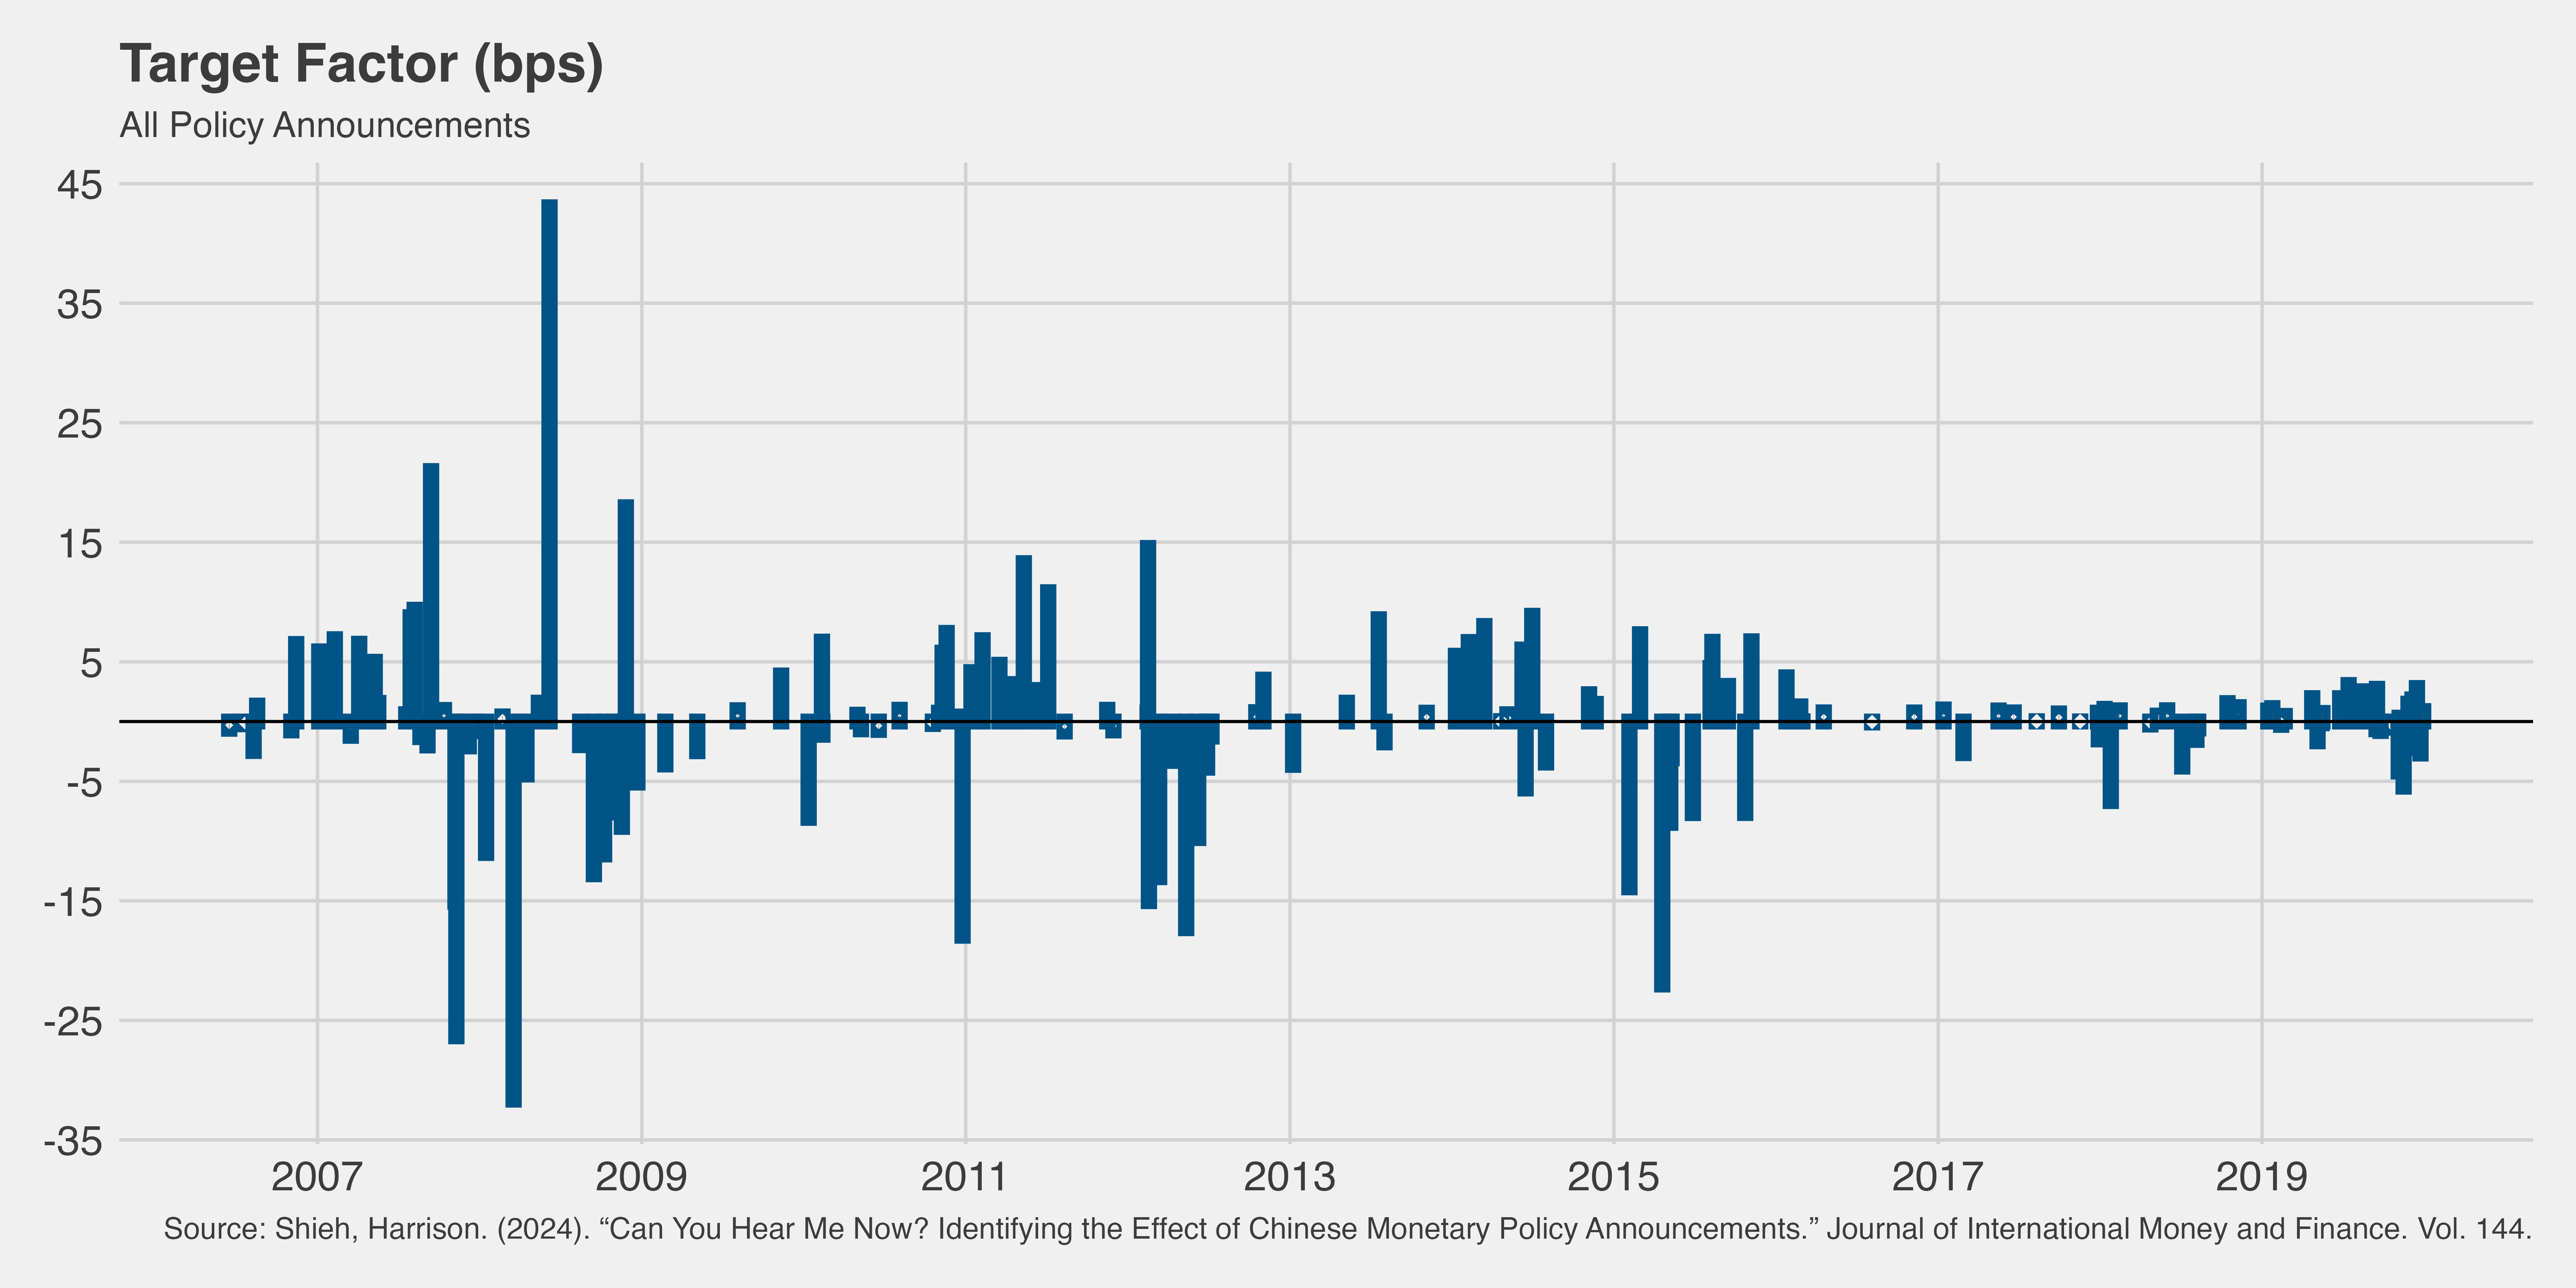 Target Factor (bps)
All Policy Announcements
45
35
25
15
5
-5
-15
-25
-35
2007 2009 2011 2013 2015 2017 2019
Source: Shieh, Harrison. (2024). “Can You Hear Me Now? Identifying the Effect of Chinese Monetary Policy Announcements.” Journal of International Money and Finance. Vol. 144.